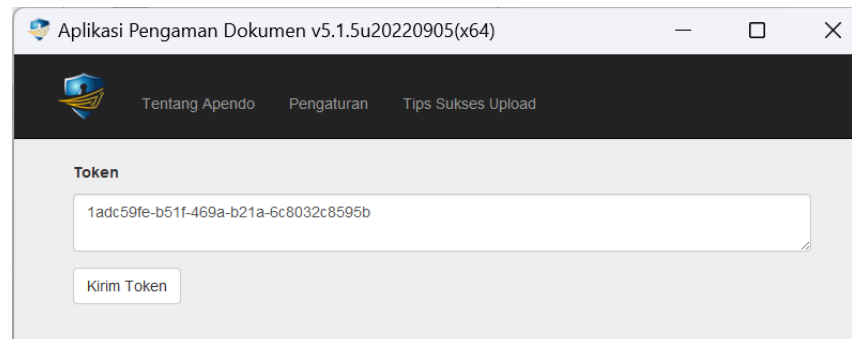 Aplikasi Pengaman Dokumen v5.1.5u20220905(x64)
Tentang Apendo Pengaturan Tips Sukses Upload
Token
1adc59fe-b51f-469a-b21a-6c8032c8595b
Kirim Token